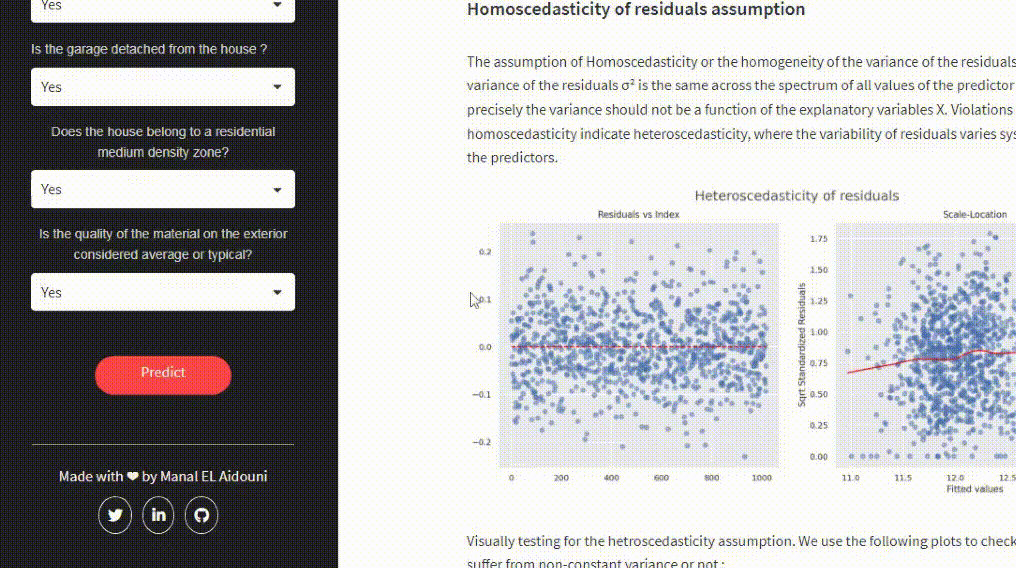 Yes
Is the garage detached from the house ?
Yes
Does the house belong to a residential
medium density zone?
Yes
Is the quality of the material on the exterior
considered average or typical?
Yes
Predict
Made with ❤ by Manal EL Aidouni
Homoscedasticity of residuals assumption
The assumption of Homoscedasticity or the homogeneity of the variance of the residuals
variance of the residuals σ² is the same across the spectrum of all values of the predictor
precisely the variance should not be a function of the explanatory variables X. Violations
homoscedasticity indicate heteroscedasticity, where the variability of residuals varies sys
the predictors.
Heteroscedasticity of residuals
Residuals vs Index
0.2
0.1
0.0
−0.1
−0.2
0 200 400 600 800 1000
Scale-Location
Sqrt Standardized Residuals
1.75
1.50
1.25
1.00
0.75
0.50
0.25
0.00
11.0 11.5 12.0 12.5
Fitted values
Visually testing for the hetroscedasticity assumption. We use the following plots to check
suffer from non-constant variance or not :